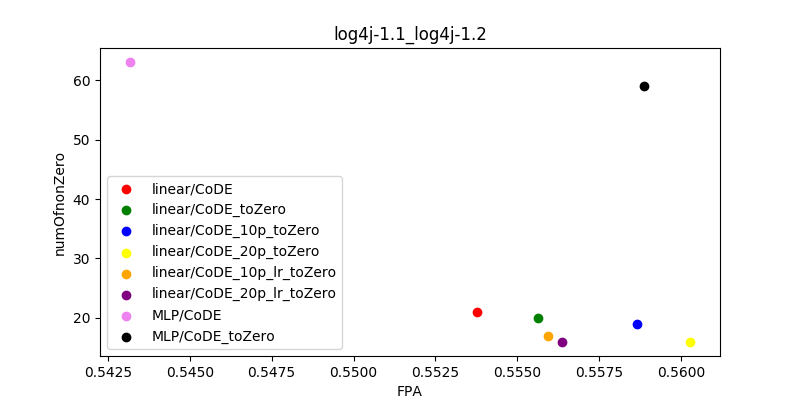 log4j-1.1_log4j-1.2
numOfnonZero
60
50
40
30
20
linear/CoDE
linear/CoDE_toZero
linear/CoDE_10p_toZero
linear/CoDE_20p_toZero
linear/CoDE_10p_lr_toZero
linear/CoDE_20p_lr_toZero
MLP/CoDE
MLP/CoDE_toZero
0.5425 0.5450 0.5475 0.5500 0.5525 0.5550 0.5575 0.5600
FPA